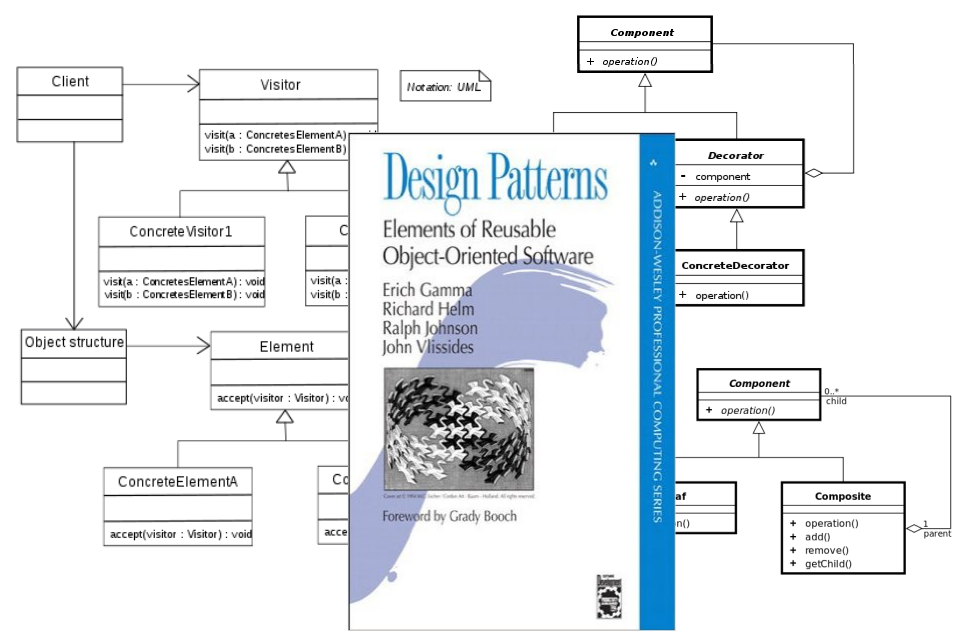 Client
Visitor
visit(a : ConcretesElementA)
visit(b : ConcretesElementB)
Notation: UML
ConcreteVisitor1
visit(a : ConcretesElementA) : void
visit(b : ConcretesElementB) : void
C
visit(a :
visit(b :
Object structure
Element
accept(visitor : Visitor) : vo
ConcreteElementA
accept(visitor : Visitor) : void
Co
acce
Design Patterns
Elements of Reusable
Object-Oriented Software
Erich Gamma
Richard Helm
Ralph Johnson
John Vlissides
Foreword by Grady Booch
ADDISON-WESLEY PROFESSIONAL COMPUTING SERIES
Component
+ operation()
Decorator
- component
+ operation()
ConcreteDecorator
+ operation()
Component
+ operation()
0..*
child
af
n()
Composite
+ operation()
+ add()
+ remove()
+ getChild()
1
parent